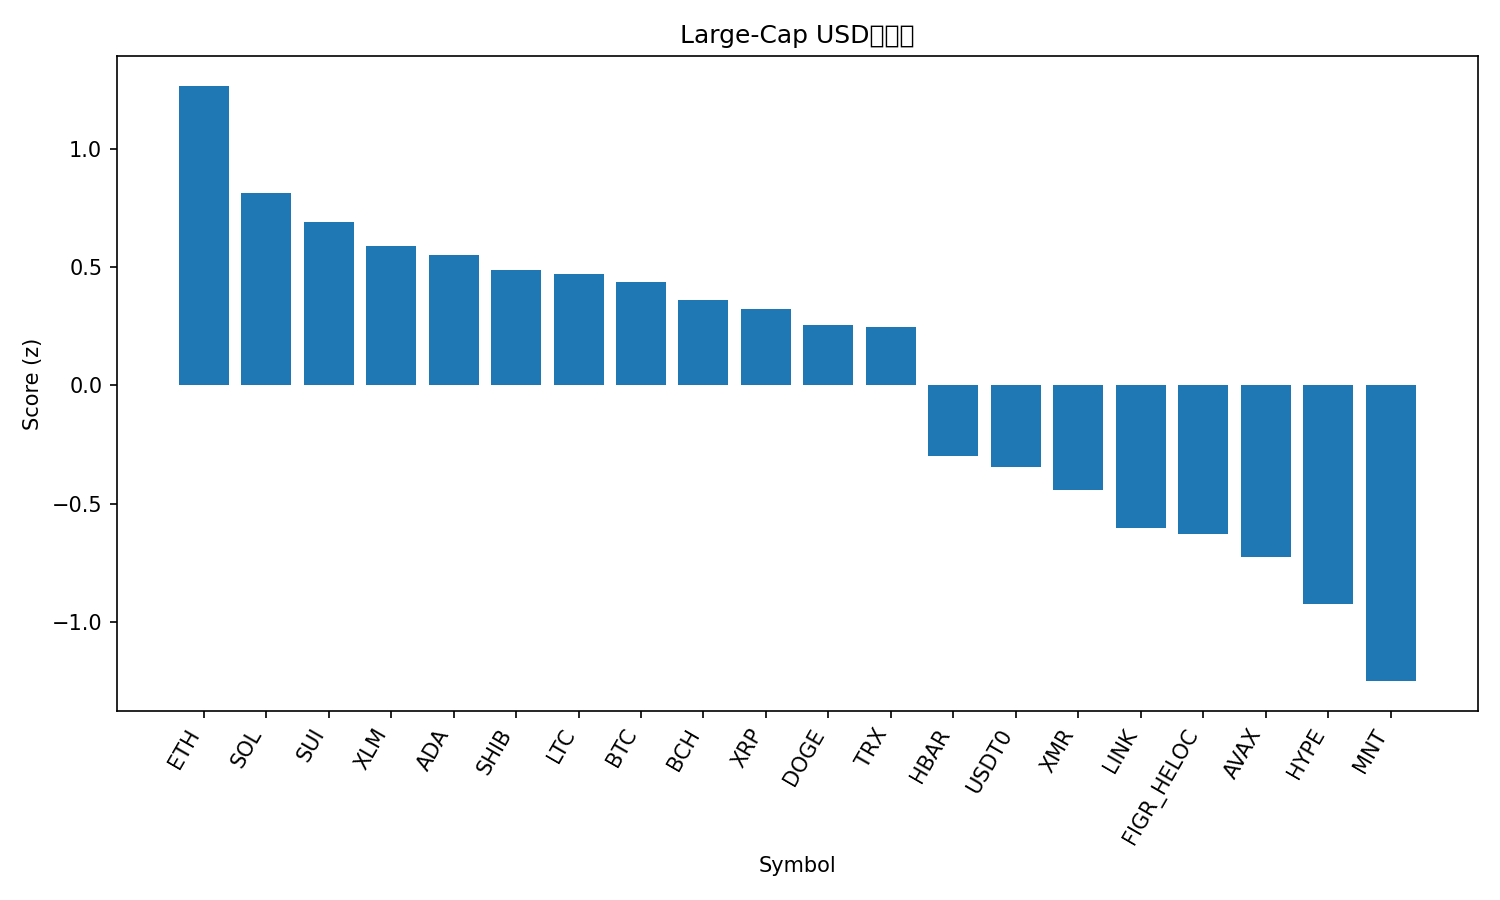 Large-Cap USD
Score (z)
1.0
0.5
0.0
−0.5
−1.0
ETH
SOL
SUI
XLM
ADA
SHIB
LTC
BTC
BCH
XRP
DOGE
TRX
HBAR
USDT0
XMR
LINK
FIGR_HELOC
AVAX
HYPE
MNT
Symbol